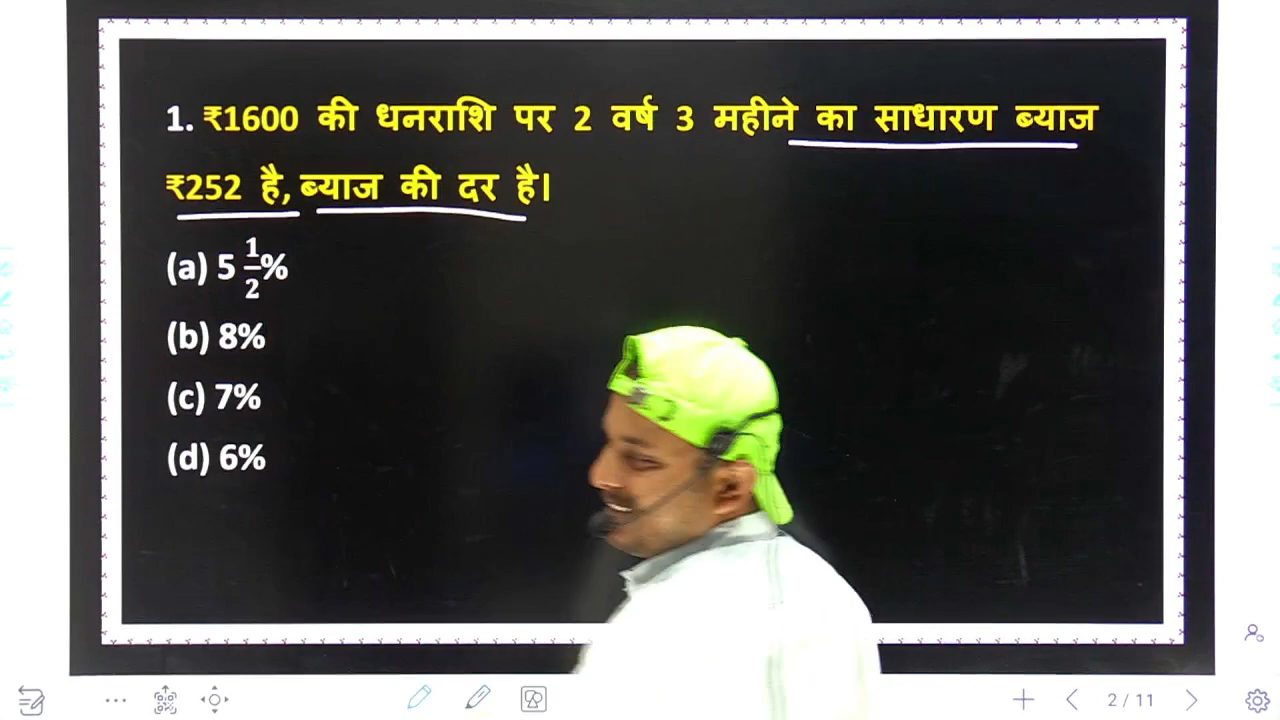 1. ₹1600 की धनराशि पर 2 वर्ष 3 महीने का साधारण ब्याज
₹252 है, ब्याज की दर है।
(a) 5 1/2%
(b) 8%
(c) 7%
(d) 6%
2 / 11